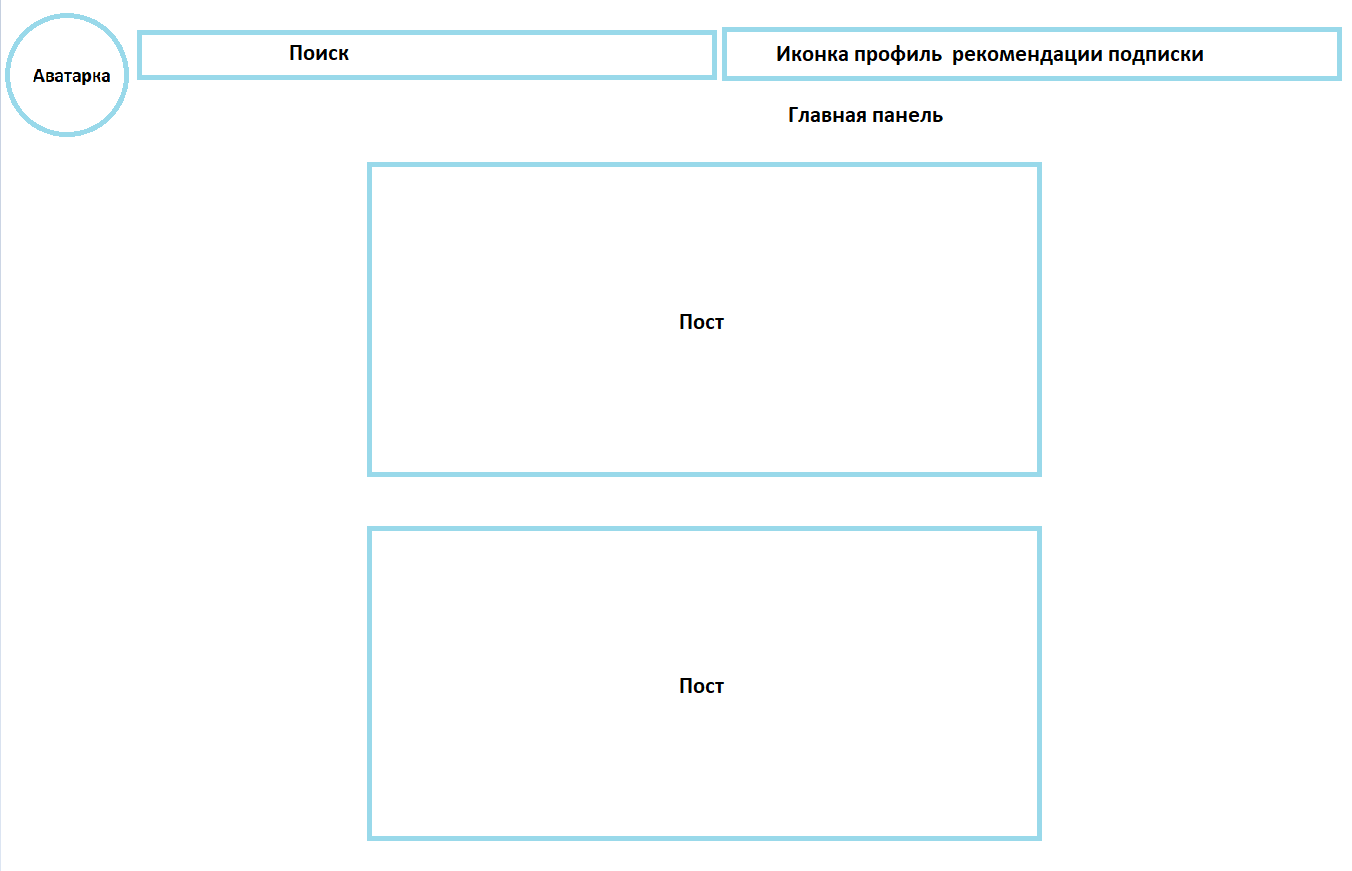 Аватарка
Поиск
Иконка профиль рекомендации подписки
Главная панель
Пост
Пост